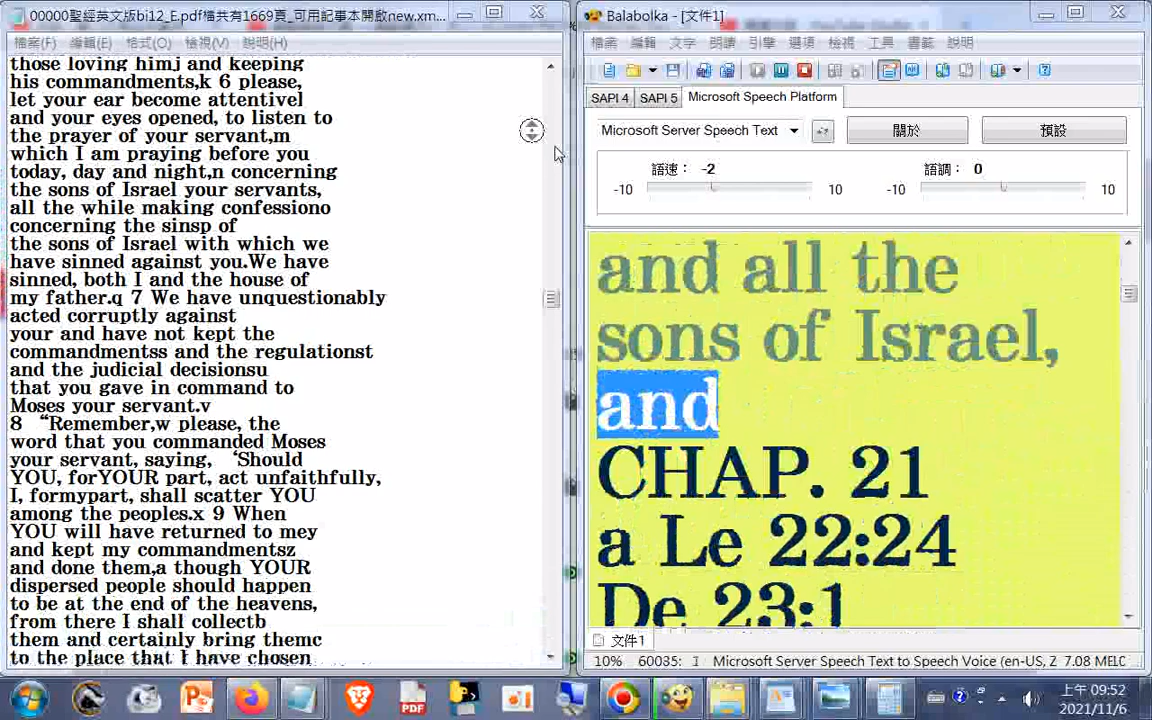 00000聖經英文版bi12_E.pdf檔共有1669頁_可用記事本開啟new.xm...
檔案(F) 編輯(E) 格式(O) 檢視(V) 說明(H)
those loving himj and keeping
his commandments,k 6 please,
let your ear become attentivel
and your eyes opened, to listen to
the prayer of your servant,m
which I am praying before you
today, day and night,n concerning
the sons of Israel your servants,
all the while making confessiono
concerning the sinsp of
the sons of Israel with which we
have sinned against you.We have
sinned, both I and the house of
my father.q 7 We have unquestionably
acted corruptly against
your and have not kept the
commandmentss and the regulationst
and the judicial decisionsu
that you gave in command to
Moses your servant.v
8 “Remember,w please, the
word that you commanded Moses
your servant, saying, ‘Should
YOU, forYOUR part, act unfaithfully,
I, formypart, shall scatter YOU
among the peoples.x 9 When
YOU will have returned to mey
and kept my commandmentsz
and done them,a though YOUR
dispersed people should happen
to be at the end of the heavens,
from there I shall collectb
them and certainly bring themc
to the place that I have chosen
Balabolka - [文件1]
檔案 編輯 文字 朗讀 引擎 選項 檢視 工具 書籤 說明
SAPI 4 SAPI 5 Microsoft Speech Platform
Microsoft Server Speech Text 關於 預設
語速： -2 語調： 0
-10 10 -10 10
and all the
sons of Israel,
and
CHAP. 21
a Le 22:24
De 23:1
文件1
10% 60035: Microsoft Server Speech Text to Speech Voice (en-US, Z 7.08 MELC
PDF
上午 09:52
2021/11/6